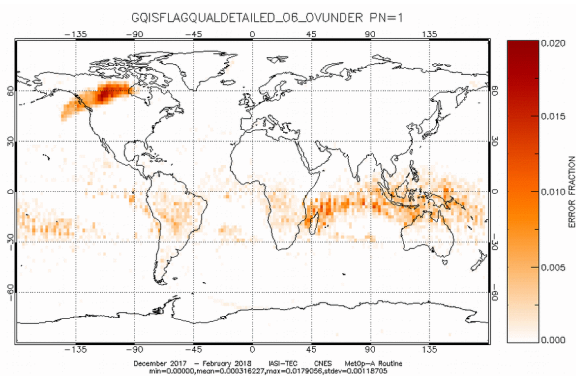 GQISFLAGQUALDETAILED_06_OVUNDER PN=1
−135 −90 −45 0 45 90 135
60 60
30 30
0 0
−30 −30
−60 −60
−135 −90 −45 0 45 90 135
0.020
0.015
0.010
0.005
0.000
ERROR FRACTION
December 2017 − February 2018 IASI−TEC CNES MetOp−A Routine
min=0.00000,mean=0.000316227,max=0.0179056,stdev=0.00118705